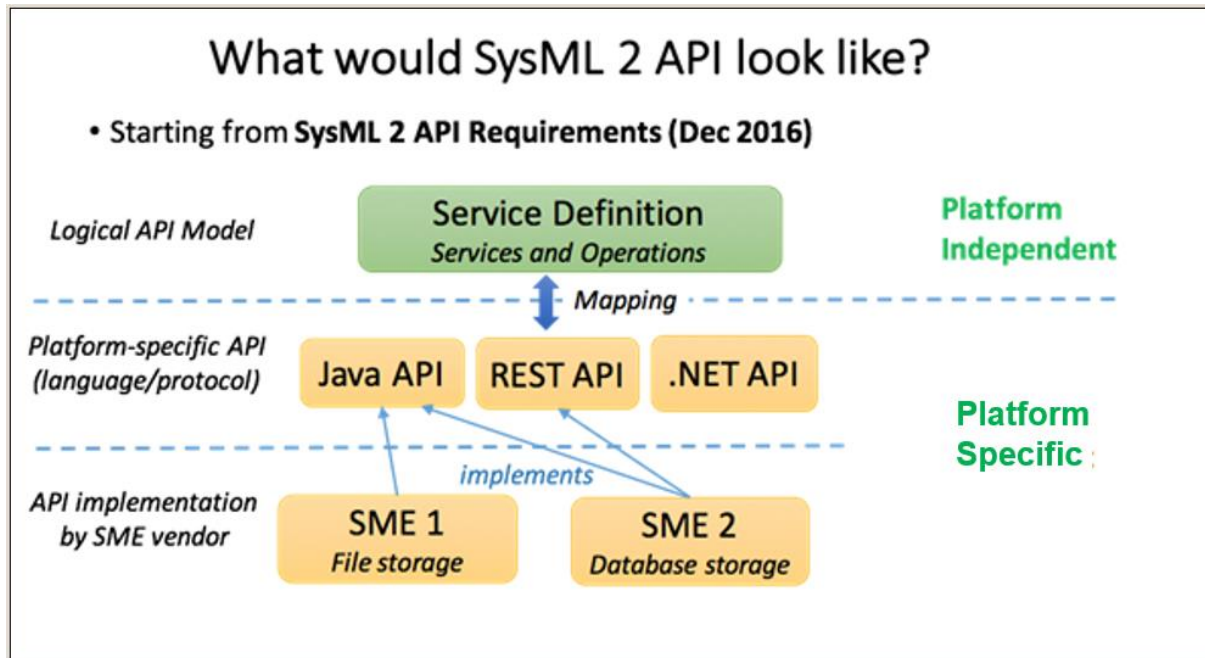 What would SysML 2 API look like?
• Starting from SysML 2 API Requirements (Dec 2016)
Logical API Model
Service Definition
Services and Operations
Platform
Independent
Mapping
Platform-specific API
(language/protocol)
Java API
REST API
.NET API
Platform
Specific :
implements
API implementation
by SME vendor
SME 1
File storage
SME 2
Database storage